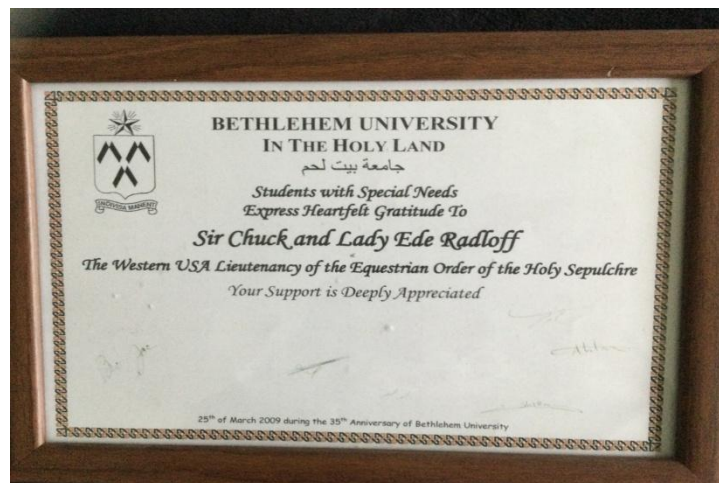 BETHLEHEM UNIVERSITY
IN THE HOLY LAND
جامعة بيت لحم
INDIVISA MANENT
Students with Special Needs
Express Heartfelt Gratitude To
Sir Chuck and Lady Ede Radloff
The Western USA Lieutenancy of the Equestrian Order of the Holy Sepulchre
Your Support is Deeply Appreciated
25th of March 2009 during the 35th Anniversary of Bethlehem University